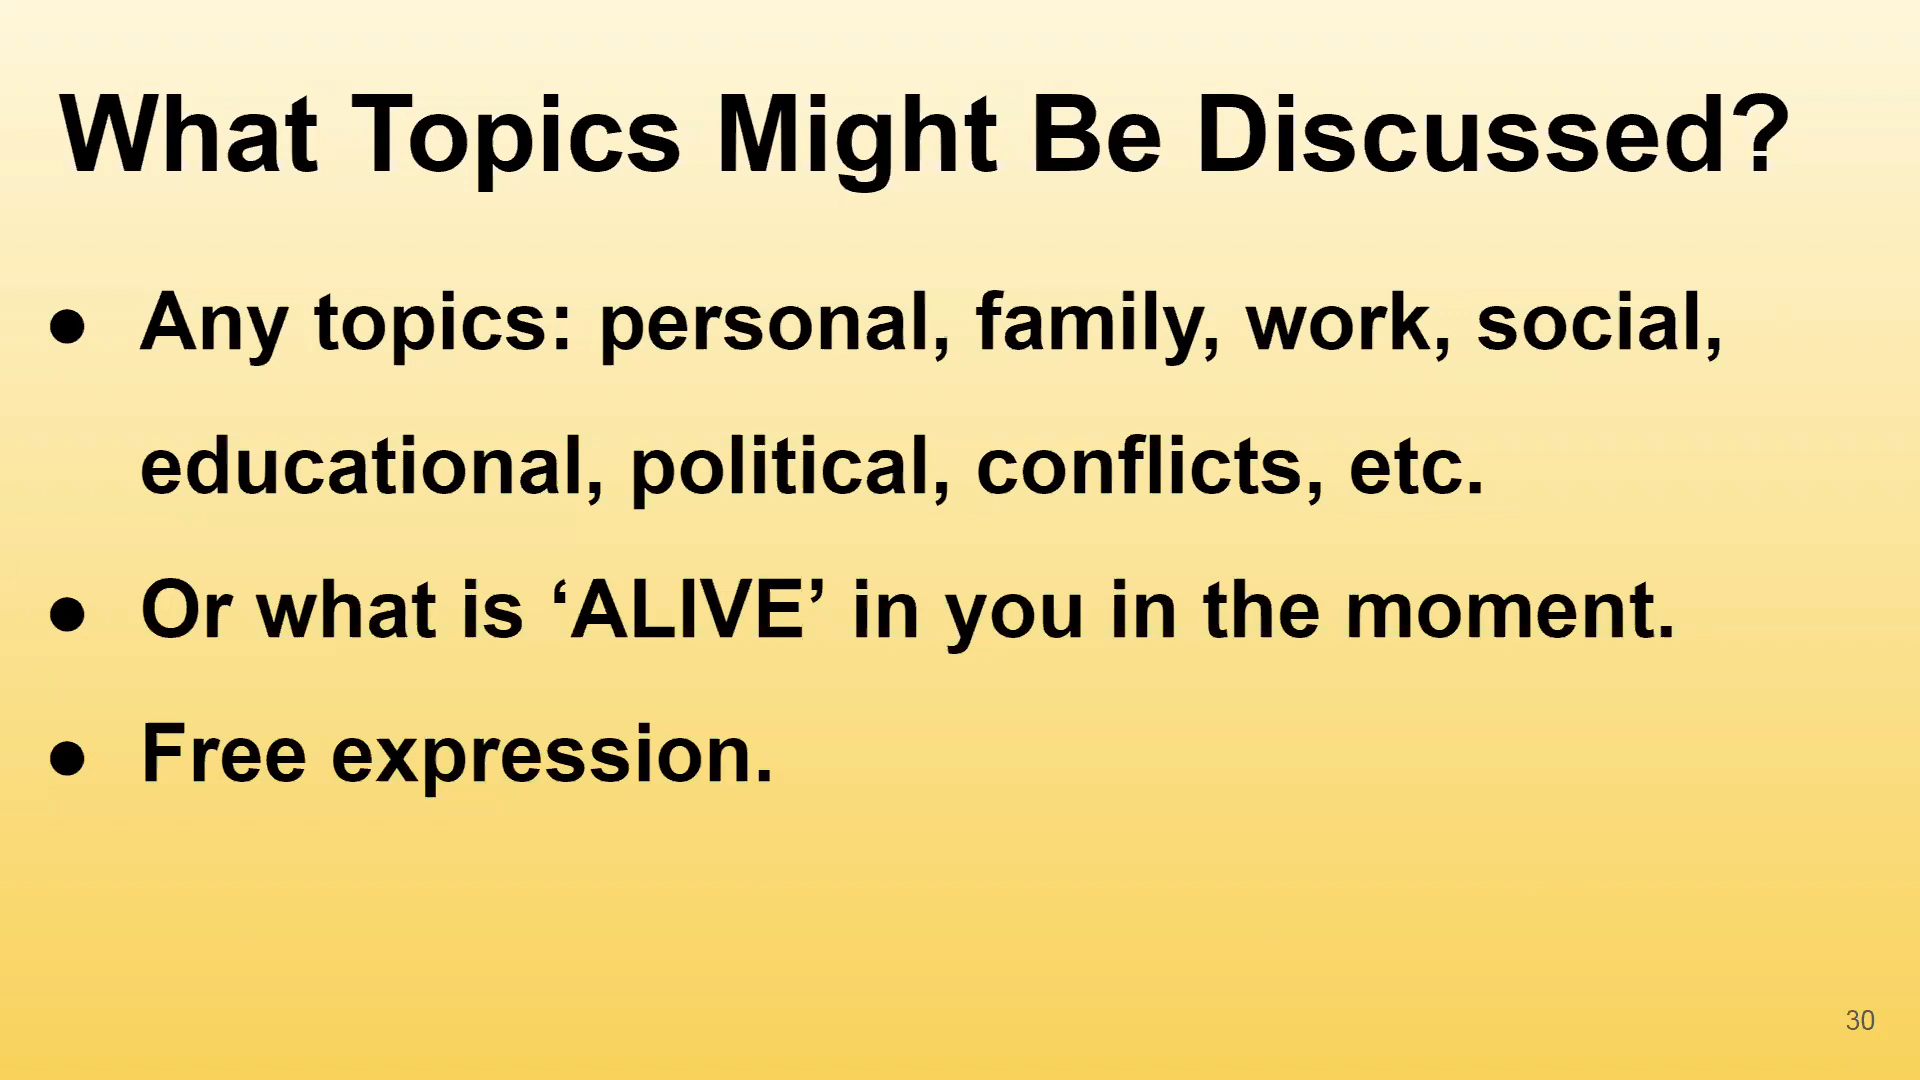 What Topics Might Be Discussed?
● Any topics: personal, family, work, social,
educational, political, conflicts, etc.
● Or what is ‘ALIVE’ in you in the moment.
● Free expression.
30